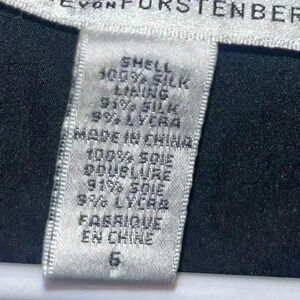 VON FURSTENBER
SHELL
100% SILK
LINING
91% SILK
9% LYCRA
MADE IN CHINA
100% SOIE
DOUBLURE
91% SOIE
9% LYCRA
FABRIQUE
EN CHINE
6